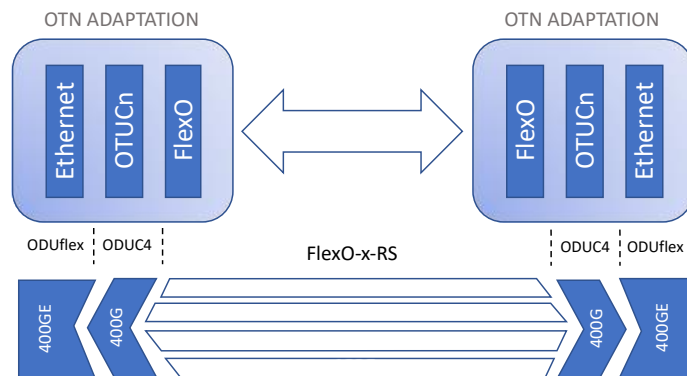 OTN ADAPTATION
OTN ADAPTATION
Ethernet
OTUCn
FlexO
FlexO
OTUCn
Ethernet
ODUflex
ODUC4
FlexO-x-RS
ODUC4
ODUflex
400GE
400G
400G
400GE